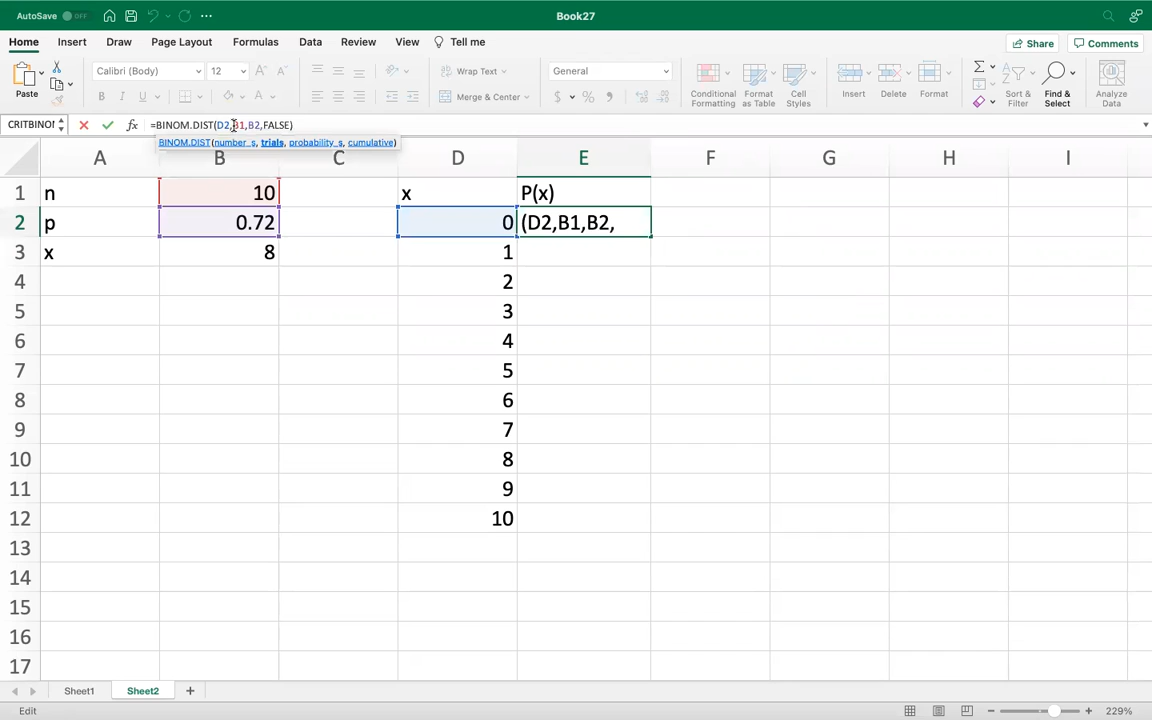 AutoSave OFF Book27
Home Insert Draw Page Layout Formulas Data Review View Tell me Share Comments
Paste Calibri (Body) 12 A A Wrap Text General Conditional Formatting Format as Table Cell Styles Insert Delete Format Sort & Filter Find & Select Analyze Data
B I U A Merge & Center $ %
CRITBINOM fx =BINOM.DIST(D2,B1,B2,FALSE)
BINOM.DIST(number_s, trials, probability_s, cumulative)
A B C D E F G H I
1 n 10 x P(x)
2 p 0.72 0 (D2,B1,B2,
3 x 8 1
4 2
5 3
6 4
7 5
8 6
9 7
10 8
11 9
12 10
13
14
15
16
17
Sheet1 Sheet2
Edit 229%